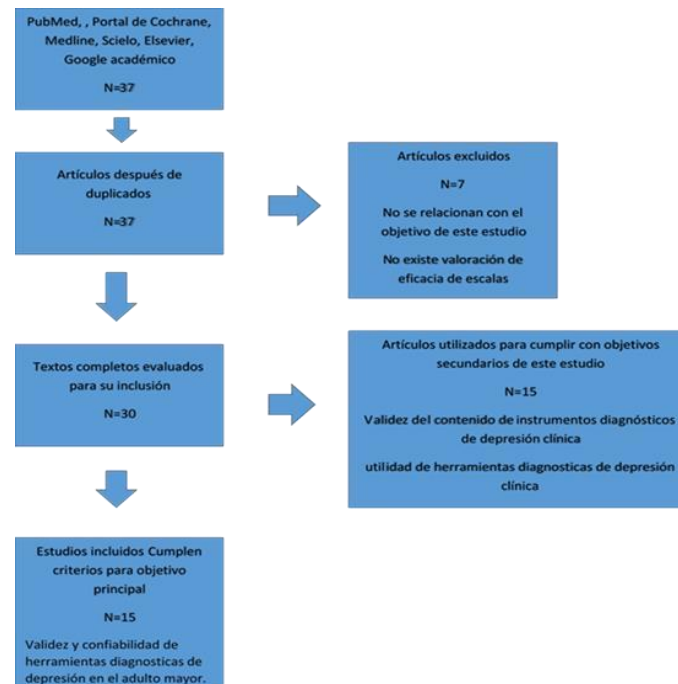 PubMed, , Portal de Cochrane,
Medline, Scielo, Elsevier,
Google académico
N=37
Artículos después de
duplicados
N=37
Artículos excluidos
N=7
No se relacionan con el
objetivo de este estudio
No existe valoración de
eficacia de escalas
Textos completos evaluados
para su inclusión
N=30
Artículos utilizados para cumplir con objetivos
secundarios de este estudio
N=15
Validez del contenido de instrumentos diagnósticos
de depresión clínica
utilidad de herramientas diagnosticas de depresión
clínica
Estudios incluidos Cumplen
criterios para objetivo
principal
N=15
Validez y confiabilidad de
herramientas diagnosticas de
depresión en el adulto mayor.